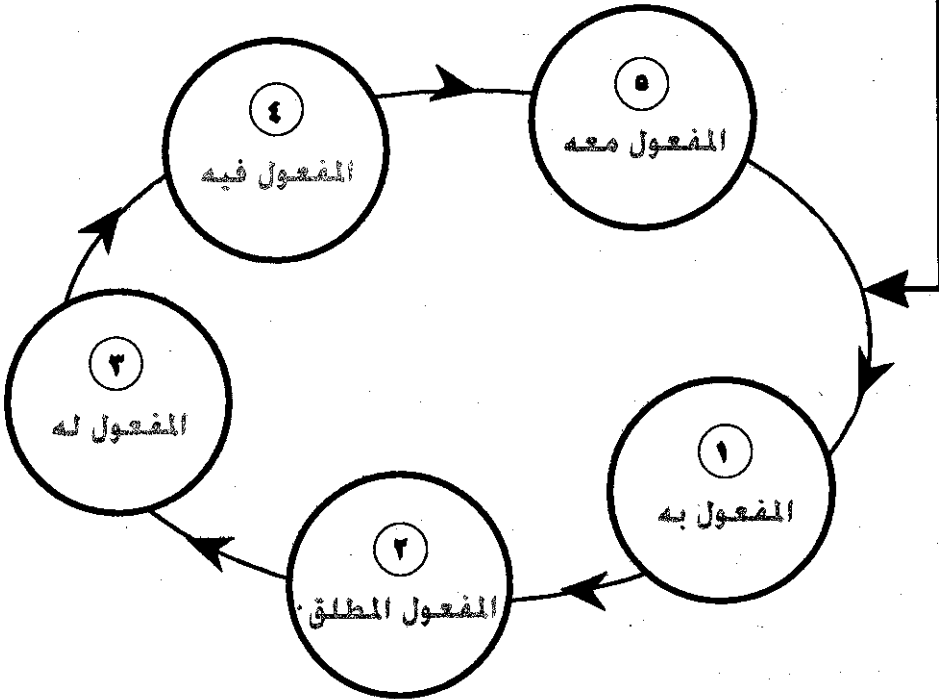 ١
المفعول به
٢
المفعول المطلق
٣
المفعول له
٤
المفعول فيه
٥
المفعول معه